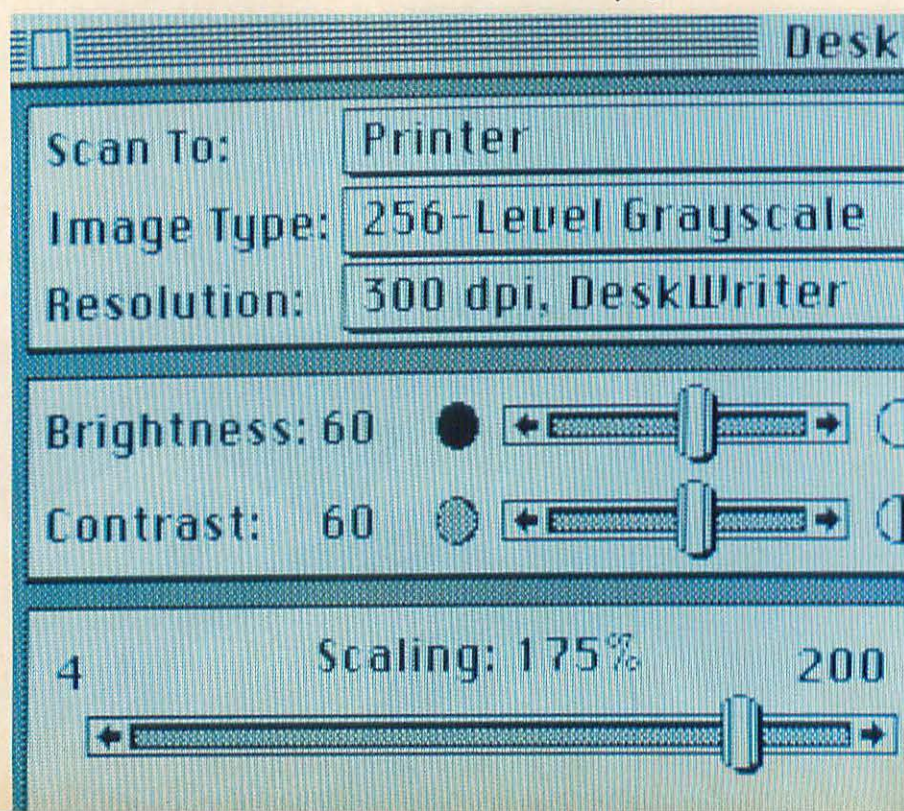 Desk
Scan To: Printer
Image Type: 256-Level Grayscale
Resolution: 300 dpi, DeskWriter
Brightness: 60
Contrast: 60
Scaling: 175%
4 200